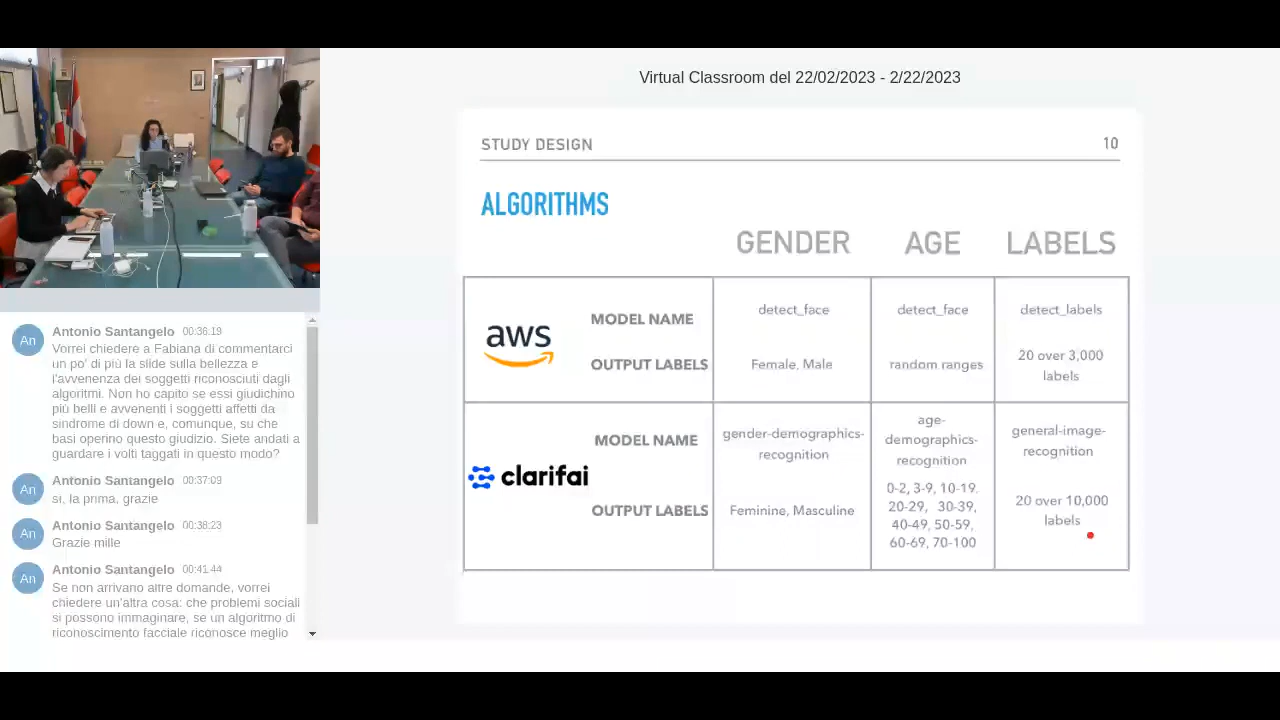 Virtual Classroom del 22/02/2023 - 2/22/2023
STUDY DESIGN 10
ALGORITHMS
GENDER AGE LABELS
aws
MODEL NAME detect_face detect_face detect_labels
OUTPUT LABELS Female, Male random ranges 20 over 3,000
labels
clarifai
MODEL NAME gender-demographics-
recognition
age-
demographics-
recognition
general-image-
recognition
OUTPUT LABELS Feminine, Masculine
0-2, 3-9, 10-19,
20-29, 30-39,
40-49, 50-59,
60-69, 70-100
20 over 10,000
labels
An
Antonio Santangelo 00:36:19
Vorrei chiedere a Fabiana di commentarci
un po' di più la slide sulla bellezza e
l'avvenenza dei soggetti riconosciuti dagli
algoritmi. Non ho capito se essi giudichino
più belli e avvenenti i soggetti affetti da
sindrome di down e, comunque, su che
basi operino questo giudizio. Siete andati a
guardare i volti taggati in questo modo?
An
Antonio Santangelo 00:37:03
si, la prima, grazie
An
Antonio Santangelo 00:38:23
Grazie mille
An
Antonio Santangelo 00:41:44
Se non arrivano altre domande, vorrei
chiedere un'altra cosa: che problemi sociali
si possono immaginare, se un algoritmo di
riconoscimento facciale riconosce meglio